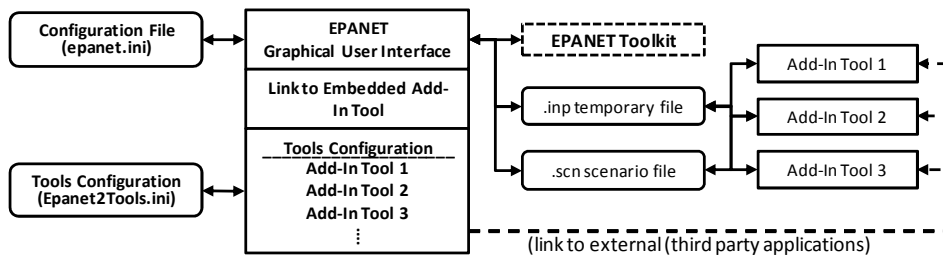 Configuration File
(epanet.ini)
EPANET
Graphical User Interface
EPANET Toolkit
Link to Embedded Add-
In Tool
.inp temporary file
.scn scenario file
Add-In Tool 1
Add-In Tool 2
Add-In Tool 3
Tools Configuration
(Epanet2Tools.ini)
Tools Configuration
Add-In Tool 1
Add-In Tool 2
Add-In Tool 3
⋮
(link to external (third party applications)